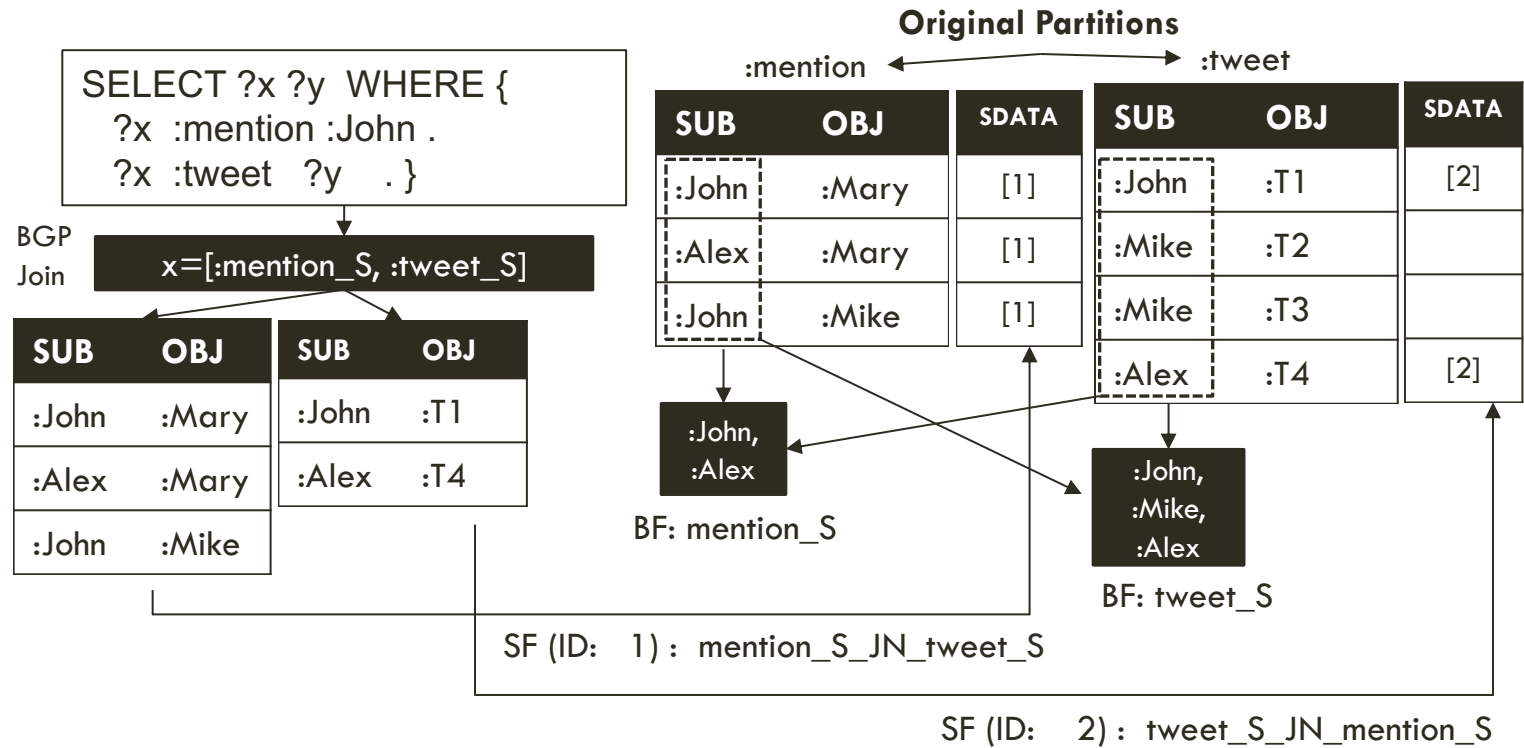 Original Partitions
:mention :tweet
SELECT ?x ?y WHERE {
?x :mention :John .
?x :tweet ?y . }
BGP
Join
x=[:mention_S, :tweet_S]
SUB OBJ
:John :Mary
:Alex :Mary
:John :Mike
SUB OBJ
:John :T1
:Alex :T4
SUB OBJ SDATA
:John :Mary [1]
:Alex :Mary [1]
:John :Mike [1]
SUB OBJ SDATA
:John :T1 [2]
:Mike :T2
:Mike :T3
:Alex :T4 [2]
:John,
:Alex
BF: mention_S
:John,
:Mike,
:Alex
BF: tweet_S
SF (ID: 1) : mention_S_JN_tweet_S
SF (ID: 2) : tweet_S_JN_mention_S